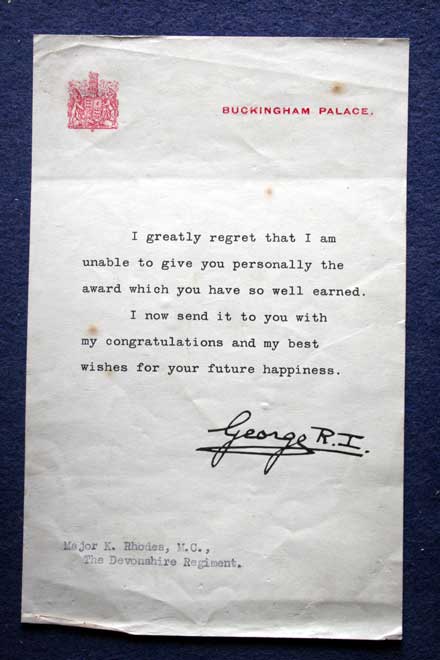 BUCKINGHAM PALACE.
I greatly regret that I am
unable to give you personally the
award which you have so well earned.
I now send it to you with
my congratulations and my best
wishes for your future happiness.
George R.I.
Major K. Rhodes, M.C.,
The Devonshire Regiment.